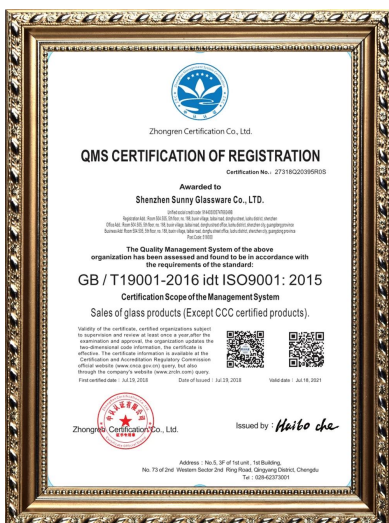 Zhongren Certification Co., Ltd.
QMS CERTIFICATION OF REGISTRATION
Certification No.: 27318Q20395R0S
Awarded to
Shenzhen Sunny Glassware Co., LTD.
The Quality Management System of the above
organization has been assessed and found to be in accordance with
the requirements of the standard:
GB / T19001-2016 idt ISO9001: 2015
Certification Scope of the Management System
Sales of glass products (Except CCC certified products).
Validity of the certificate, certified organizations subject
to supervision and review at least once a year,after the
examination and approval, the organization updates the
two-dimensional code information, the certificate is
effective. The certificate information is available at the
Certification and Accreditation Regulatory Commission
official website (www.cnca.gov.cn) query, but also
through the company's website (www.zrcln.com) query.
First certified date : Jul.19, 2018
Date of Issued : Jul.19, 2018
Valid date : Jul.18, 2021
Zhongren Certification Co., Ltd.
Issued by : Haibo che
Address : No.5, 3F of 1st unit , 1st Building,
No. 73 of 2nd Western Sector 2nd Ring Road, Qingyang District, Chengdu
Tel : 028-62373001